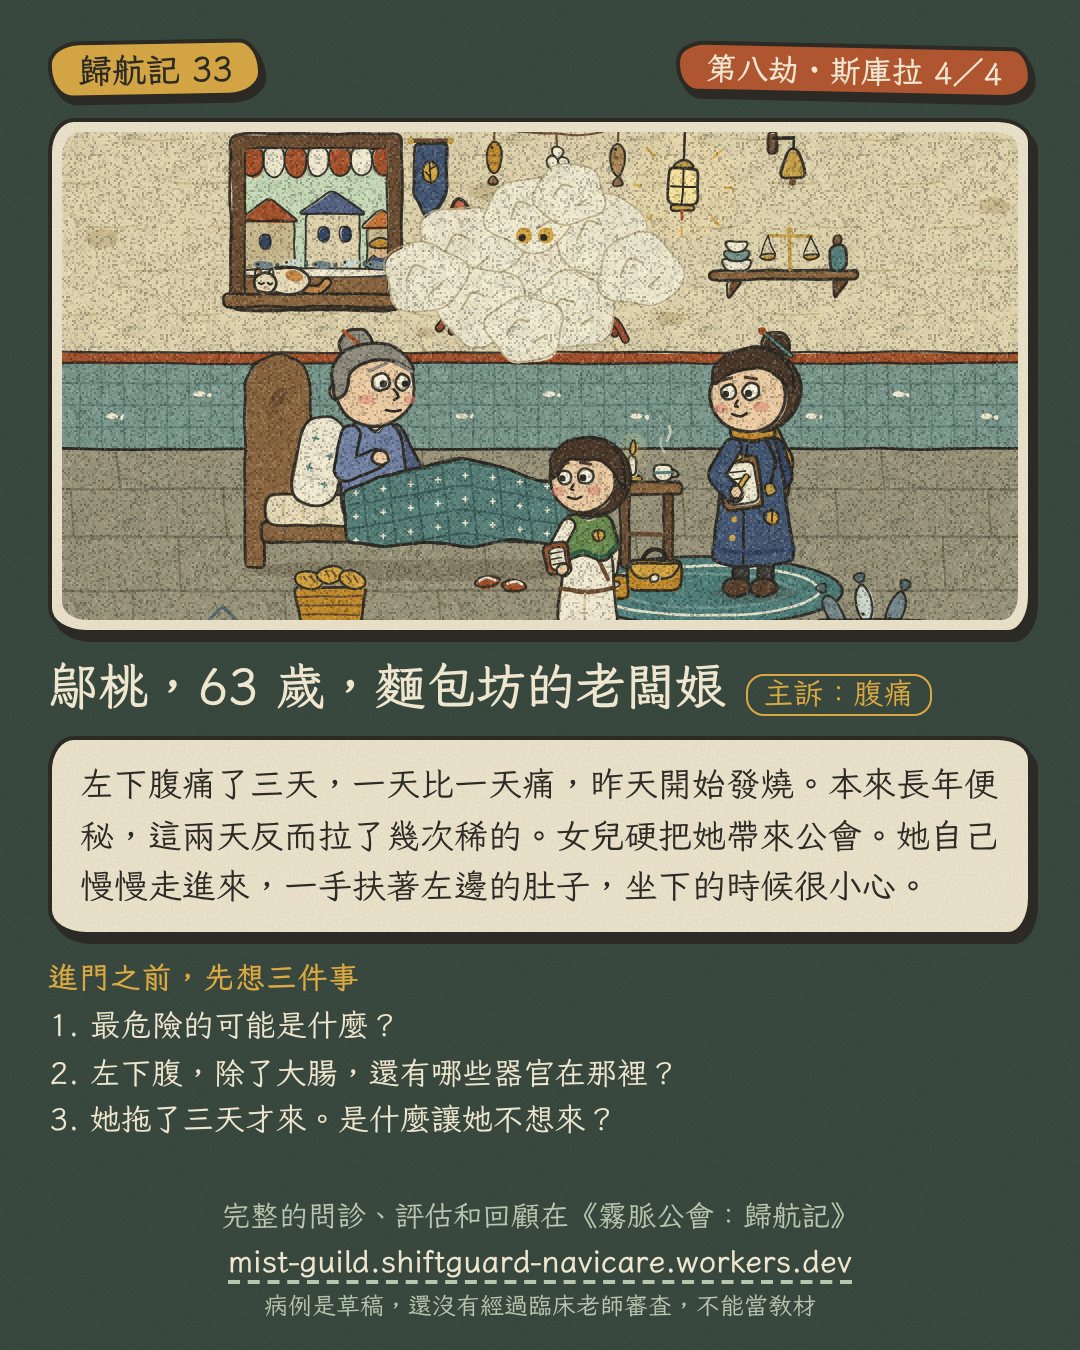 歸航記 33
第八劫・斯庫拉 4／4
鄔桃，63 歲，麵包坊的老闆娘
主訴：腹痛
左下腹痛了三天，一天比一天痛，昨天開始發燒。本來長年便
秘，這兩天反而拉了幾次稀的。女兒硬把她帶來公會。她自己
慢慢走進來，一手扶著左邊的肚子，坐下的時候很小心。
進門之前，先想三件事
1. 最危險的可能是什麼？
2. 左下腹，除了大腸，還有哪些器官在那裡？
3. 她拖了三天才來。是什麼讓她不想來？
完整的問診、評估和回顧在《霧脈公會：歸航記》
mist-guild.shiftguard-navicare.workers.dev
病例是草稿，還沒有經過臨床老師審查，不能當教材